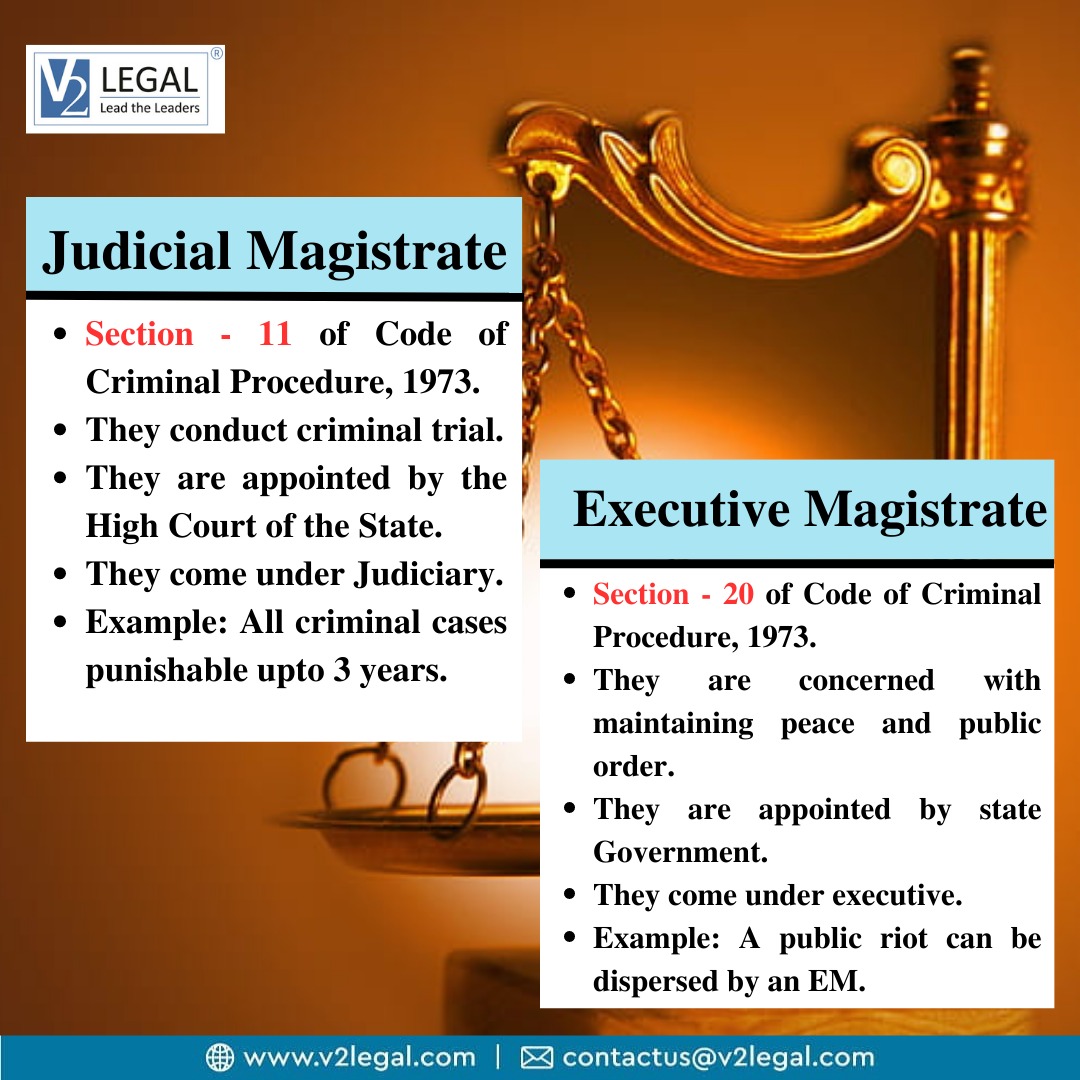 V2 LEGAL ®
Lead the Leaders
Judicial Magistrate
• Section - 11 of Code of
Criminal Procedure, 1973.
• They conduct criminal trial.
• They are appointed by the
High Court of the State.
• They come under Judiciary.
• Example: All criminal cases
punishable upto 3 years.
Executive Magistrate
• Section - 20 of Code of Criminal
Procedure, 1973.
• They are concerned with
maintaining peace and public
order.
• They are appointed by state
Government.
• They come under executive.
• Example: A public riot can be
dispersed by an EM.
www.v2legal.com | contactus@v2legal.com